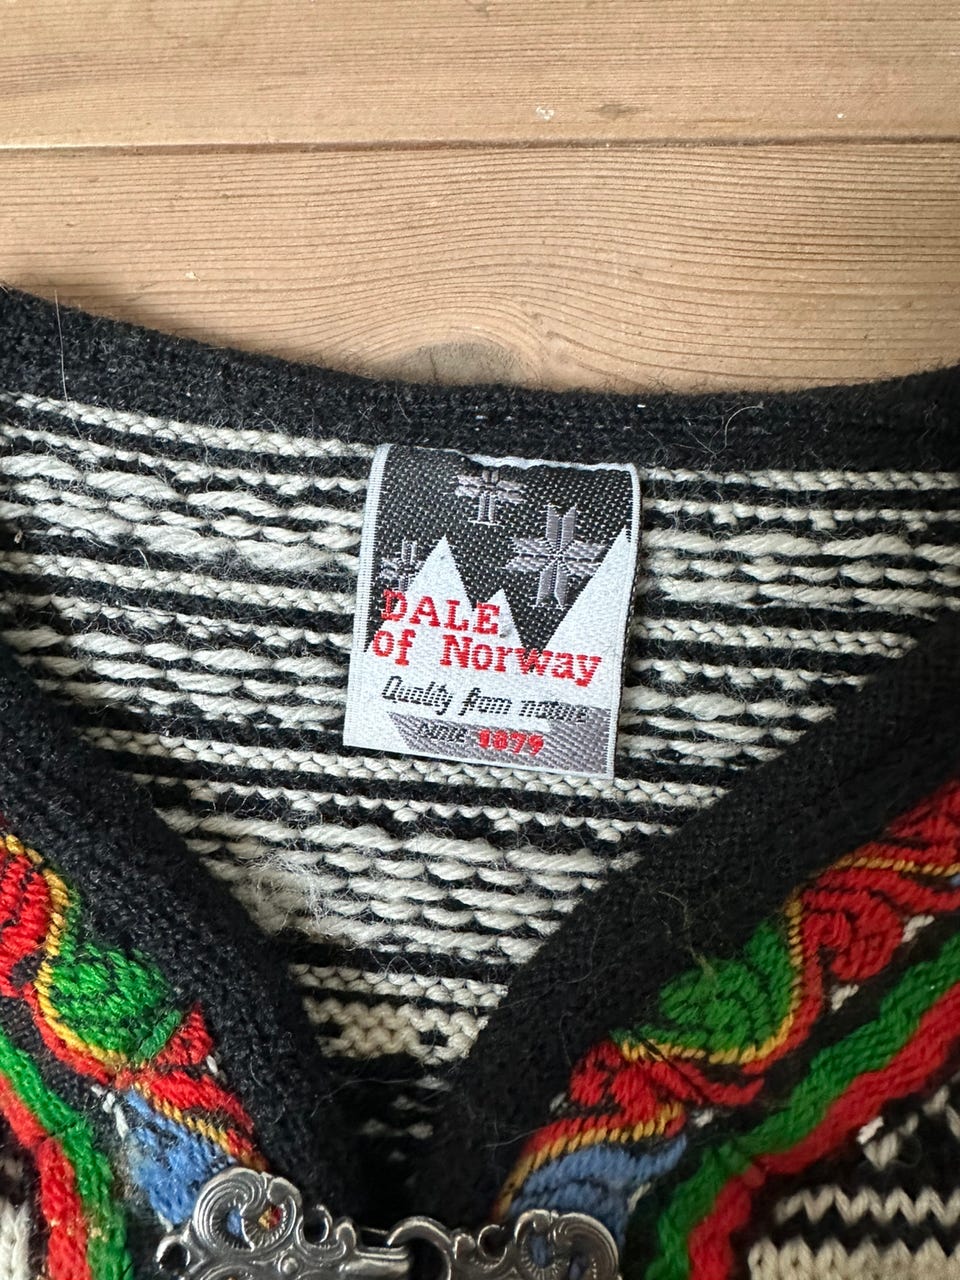 DALE
of Norway
Quality from nature
since 1879